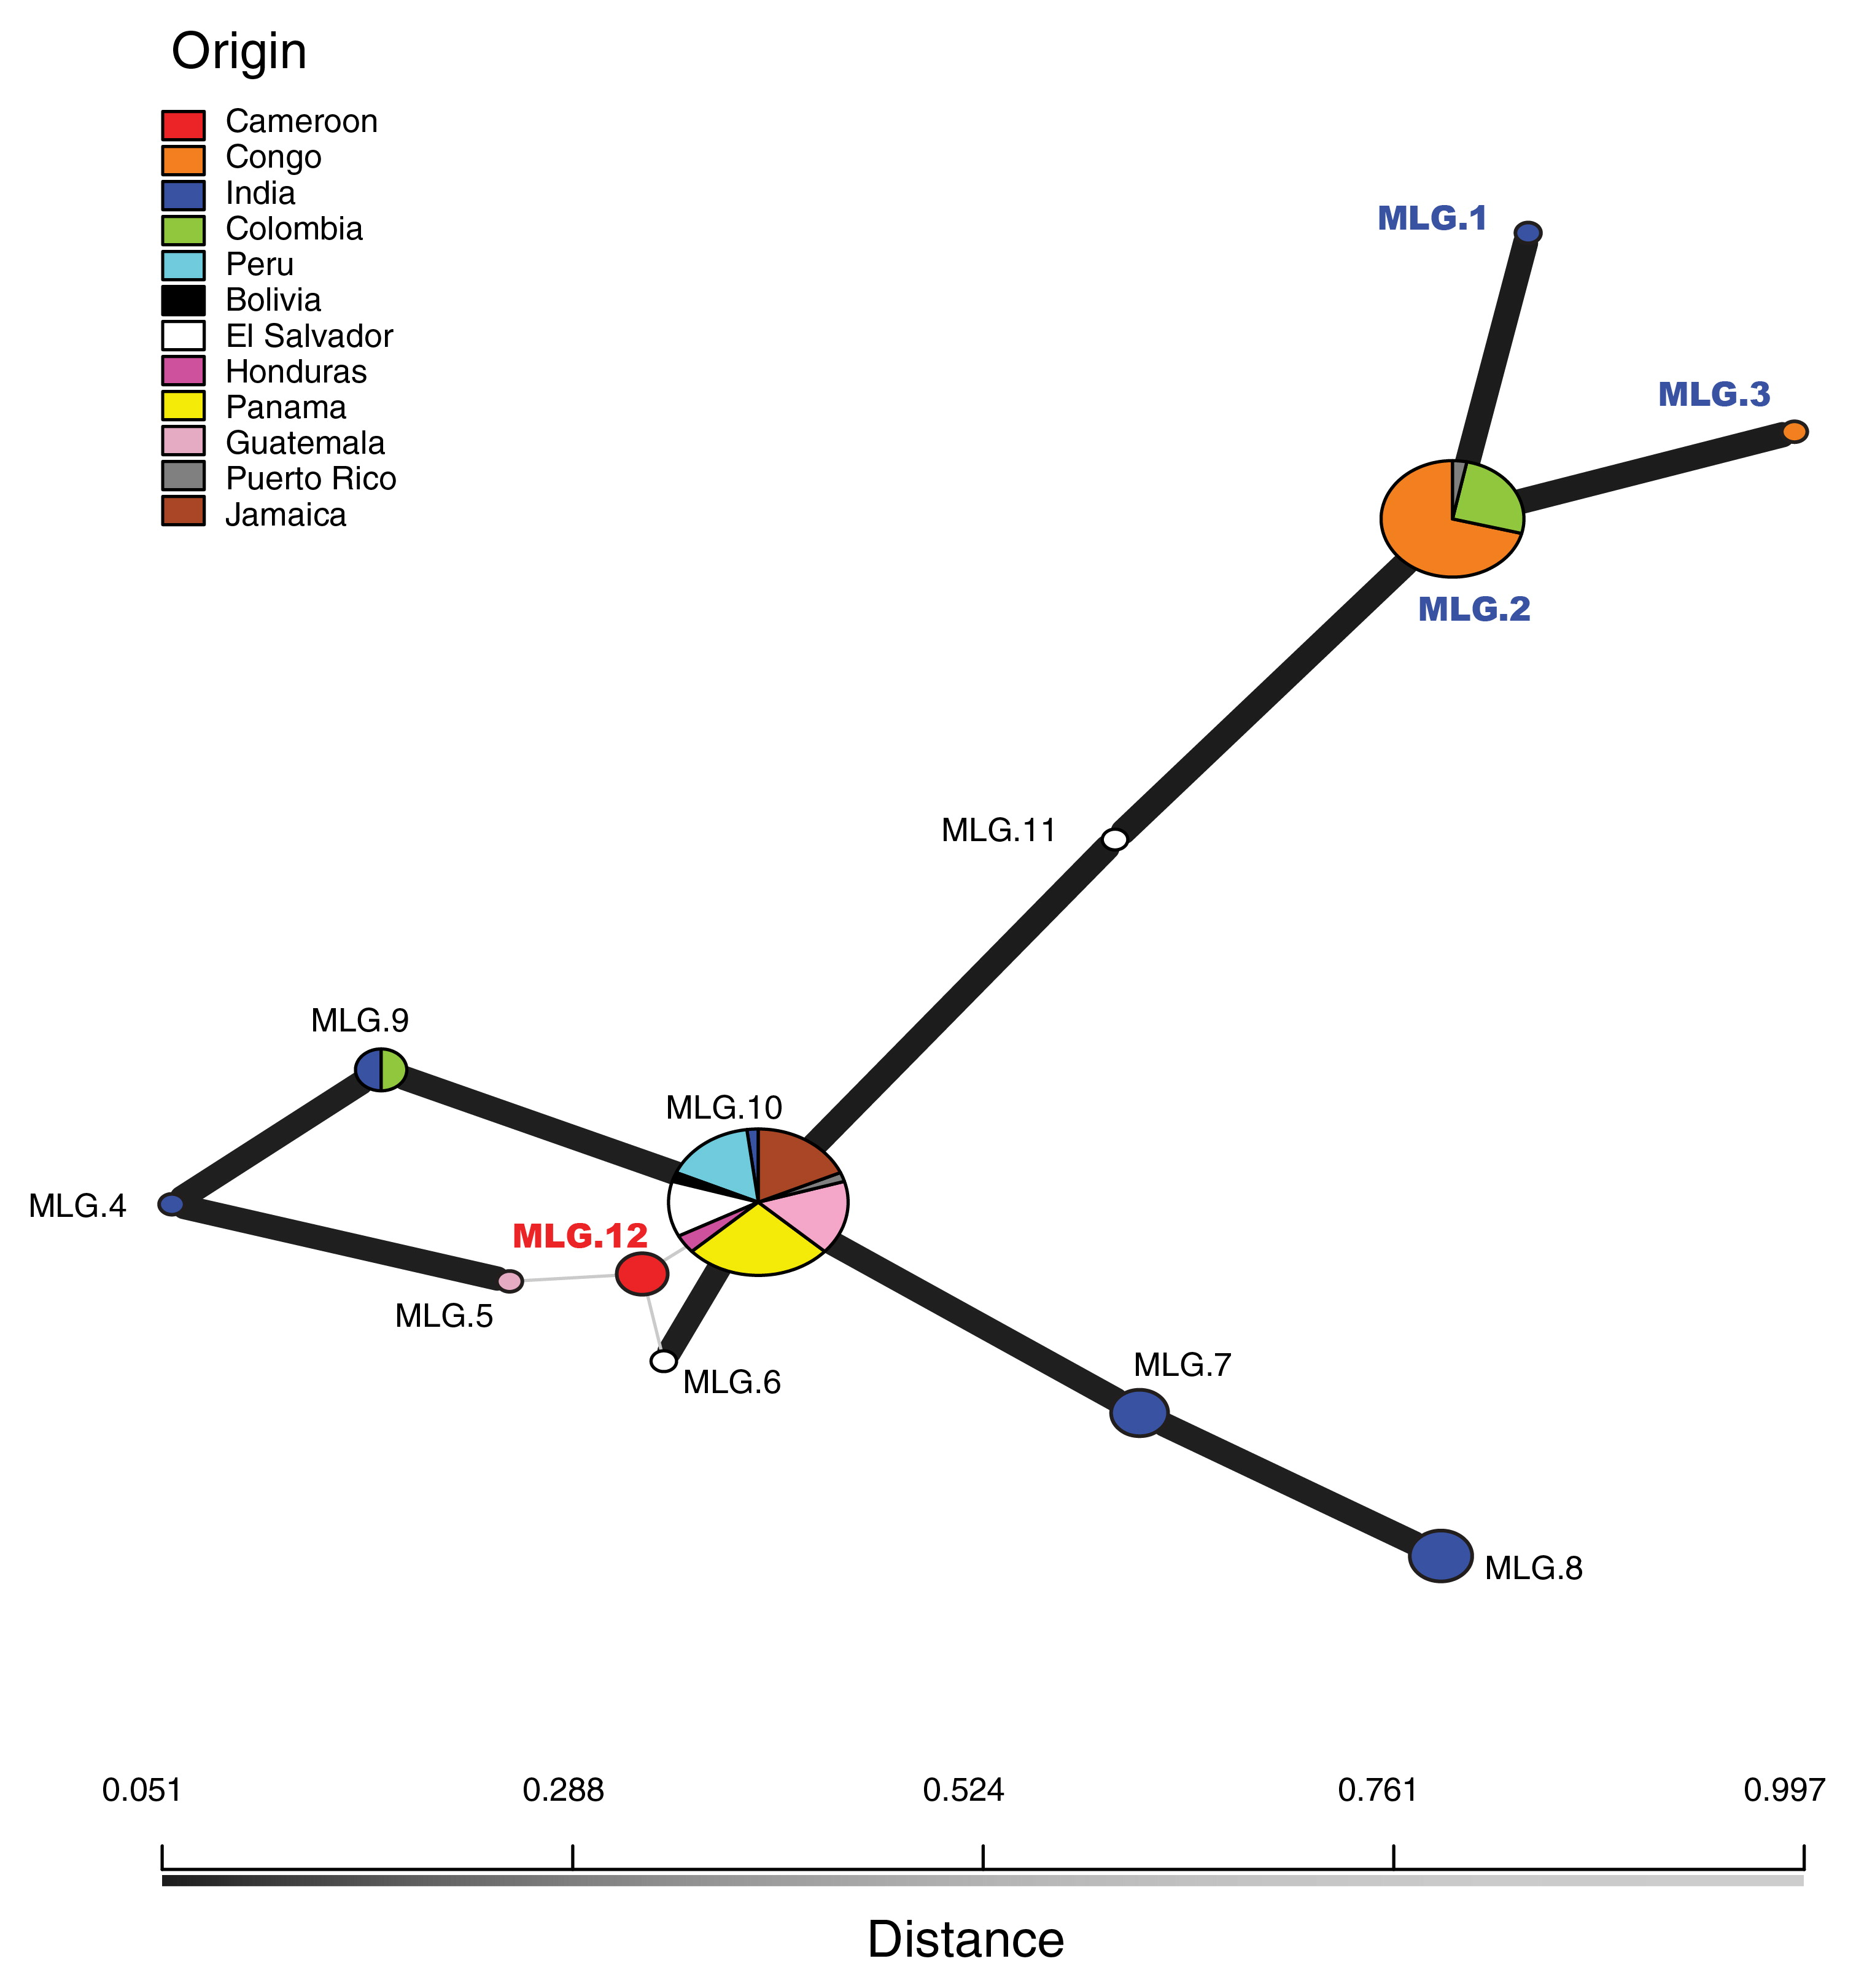 Origin
Cameroon
Congo
India
Colombia
Peru
Bolivia
El Salvador
Honduras
Panama
Guatemala
Puerto Rico
Jamaica
MLG.1
MLG.3
MLG.2
MLG.11
MLG.9
MLG.10
MLG.4
MLG.12
MLG.5
MLG.7
MLG.6
MLG.8
0.051 0.288 0.524 0.761 0.997
Distance